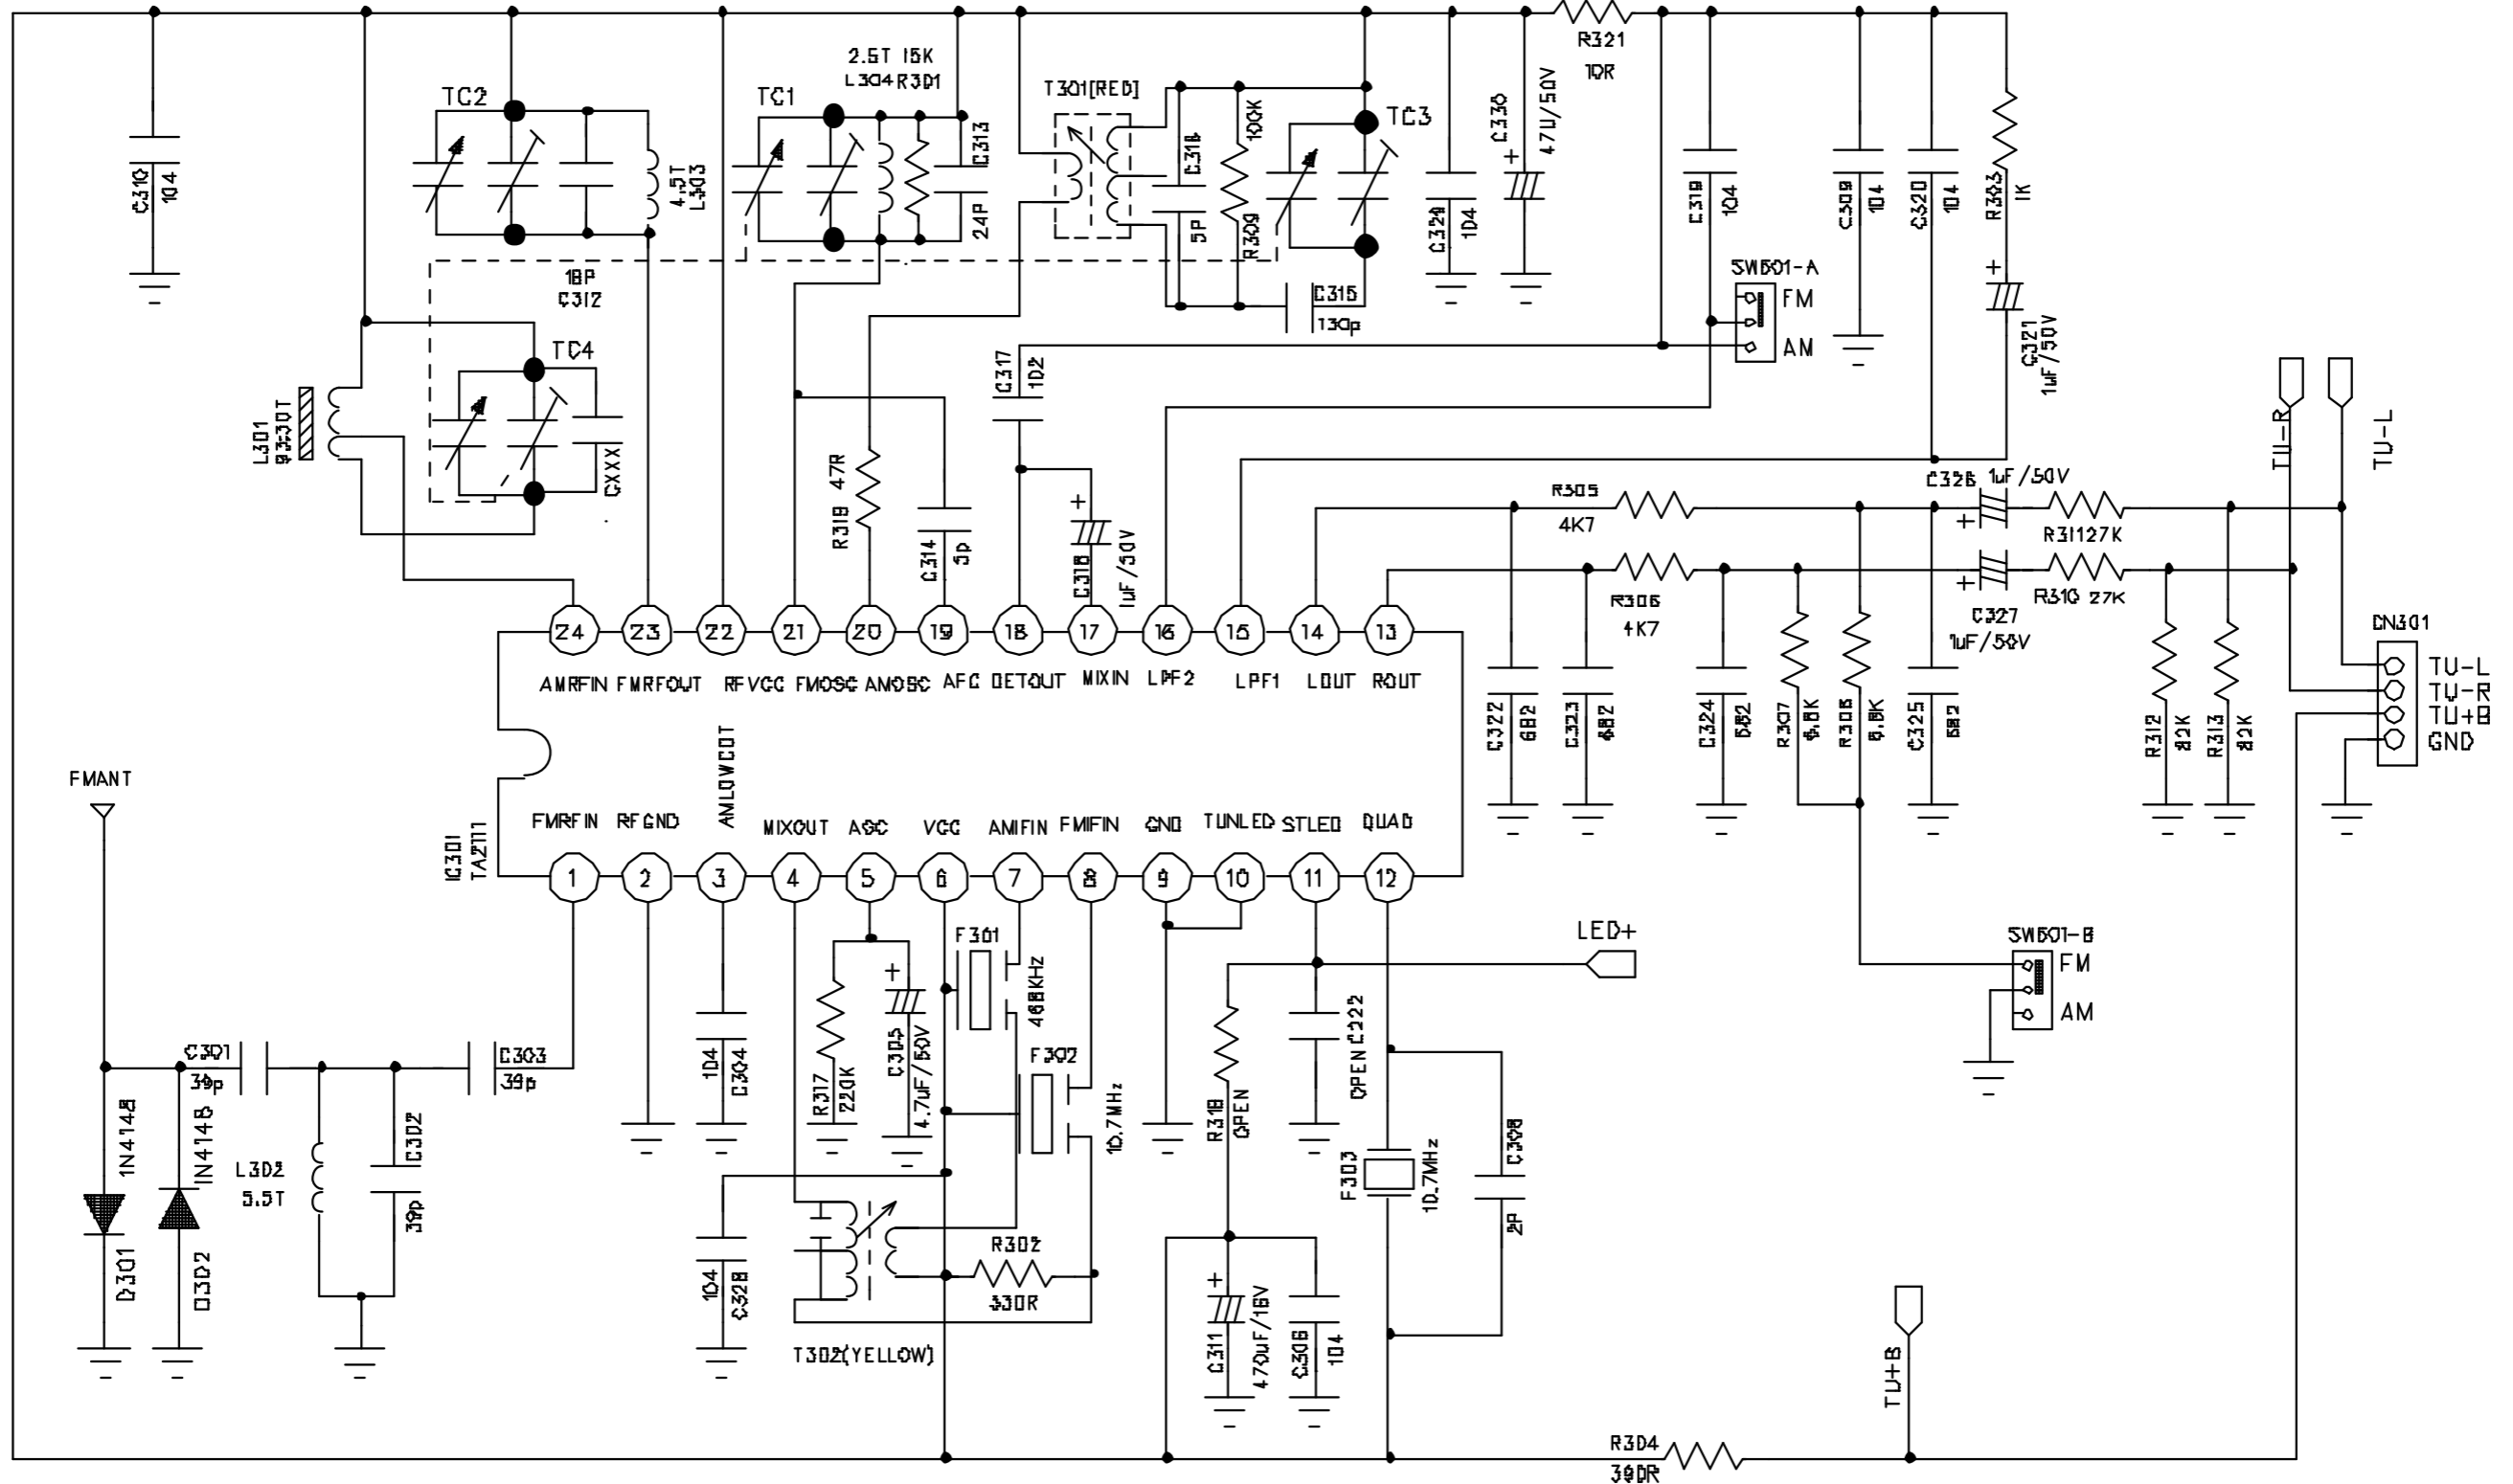 R321
10R
2.5T 15K
L304 R301
TC2
TC1
T301[RED]
TC3
C310
104
4.5T
L303
C313
24P
5P
100K
R309
104
C330
47U/50V
C319
104
C309
104
C320
104
R303
1K
18P
C312
C315
130p
SW601-A
FM
AM
C321
1uF/50V
TC4
C317
102
L301
CXXX
R319 47R
C314
5p
C318
1uF/50V
TU-R
TU-L
R305
4K7
C326 1uF/50V
R311 27K
R306
4K7
C327
1uF/50V
R310 27K
CN301
TU-L
TU-R
TU+B
GND
24 23 22 21 20 19 18 17 16 15 14 13
AMRFIN FMRFOUT RFVCC FMOSC AMOSC AFC DETOUT MIXIN LPF2 LPF1 LOUT ROUT
C322
682
C323
682
C324
R307
C325
R312
82K
R313
82K
FMANT
IC301
TA2111
FMRFIN RFGND AMLOWCUT MIXOUT AGC VCC AMIFIN FMIFIN GND TUNLED STLED QUAD
1 2 3 4 5 6 7 8 9 10 11 12
LED+
SW601-B
FM
AM
F301
C301
39p
C303
39p
1N4148
D301
1N4148
D302
L302
5.5T
C302
39p
104
C304
R317
220K
C305
4.7uF/50V
F302
10.7MHz
R318
OPEN
OPEN C222
F303
10.7MHz
C308
2P
104
C328
R302
330R
T302(YELLOW)
C311
470uF/16V
C306
104
TU+B
R304
390R